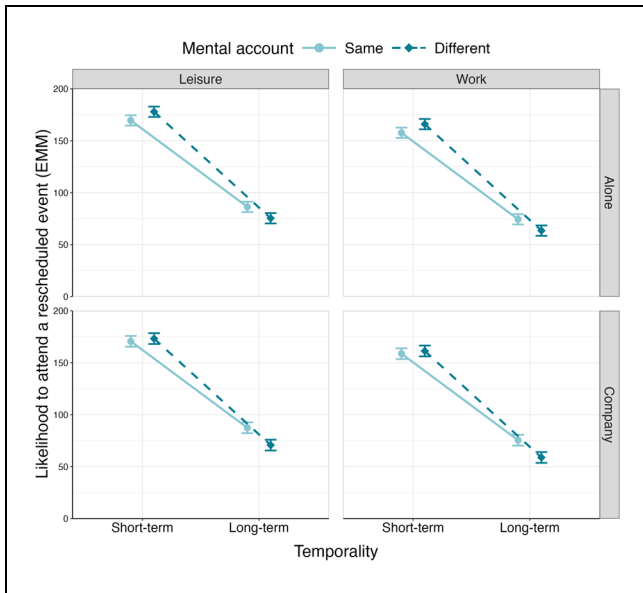 Mental account Same Different
Leisure Work
200
150
100
50
0
Alone
200
150
100
50
0
Company
Likelihood to attend a rescheduled event (EMM)
Short-term Long-term Short-term Long-term
Temporality